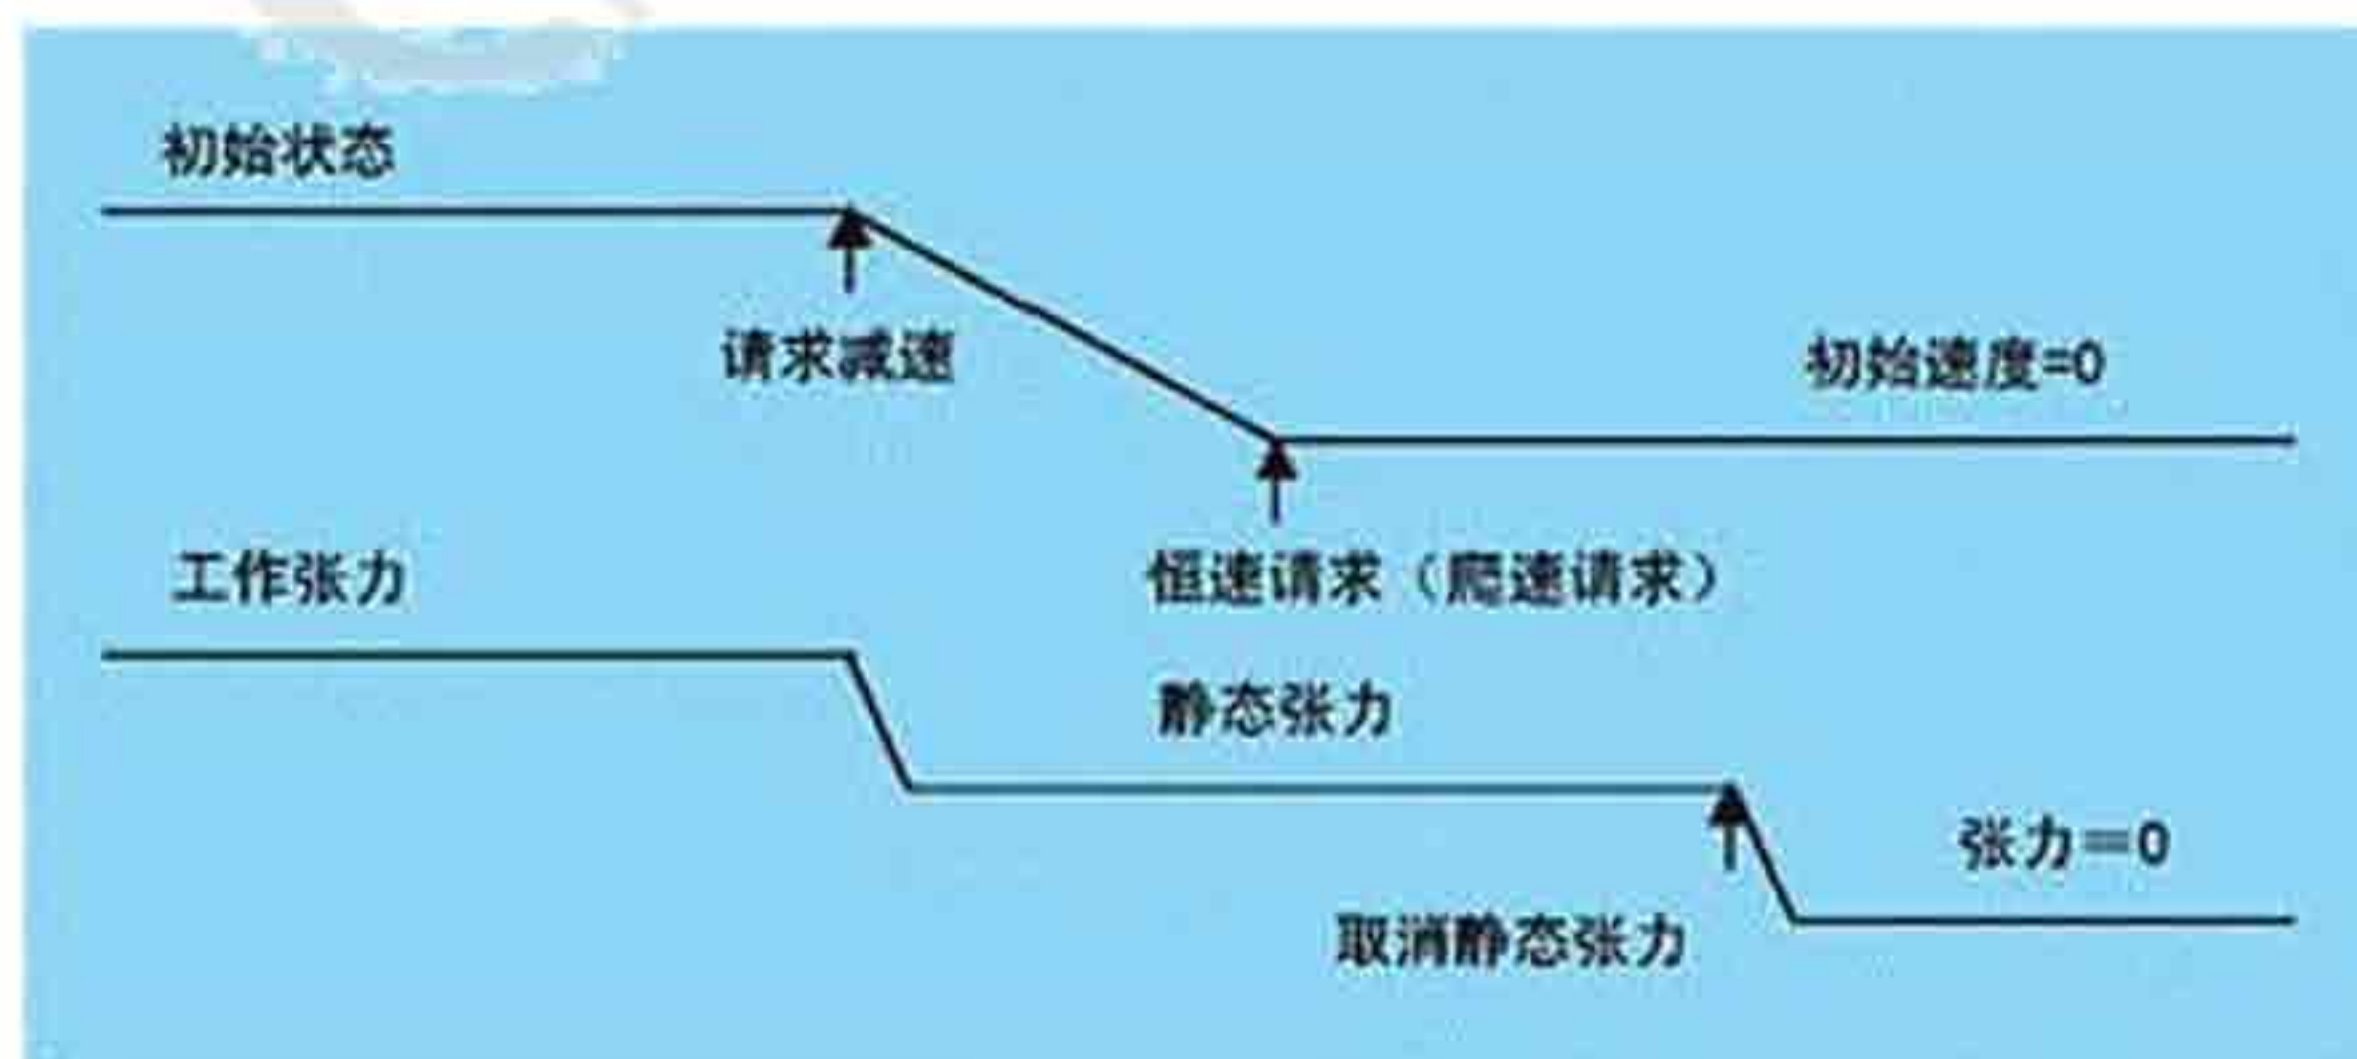 初始状态
请求减速
初始速度=0
工作张力
恒速请求（爬速请求）
静态张力
张力=0
取消静态张力